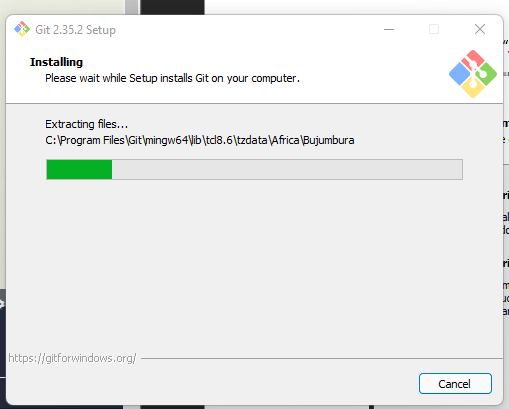 Git 2.35.2 Setup
Installing
Please wait while Setup installs Git on your computer.
Extracting files...
C:\Program Files\Git\mingw64\lib\tcl8.6\tzdata\Africa\Bujumbura
https://gitforwindows.org/
Cancel